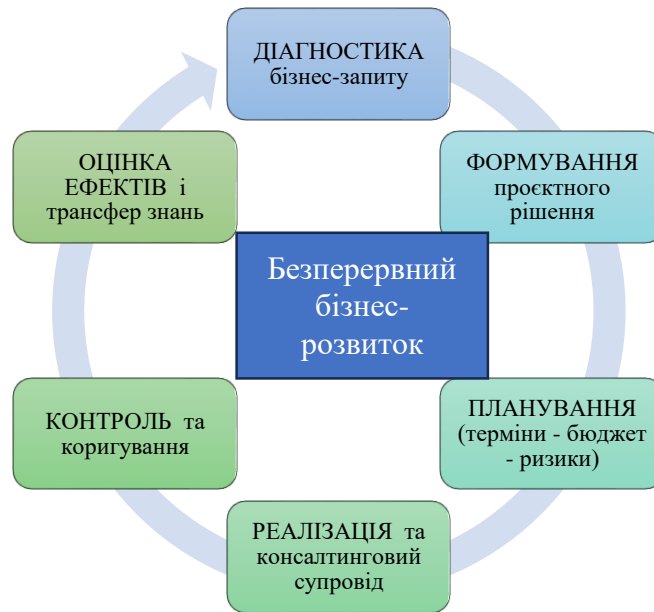 ДІАГНОСТИКА
бізнес-запиту
ФОРМУВАННЯ
проєктного
рішення
ПЛАНУВАННЯ
(терміни - бюджет
- ризики)
РЕАЛІЗАЦІЯ та
консалтинговий
супровід
КОНТРОЛЬ та
коригування
ОЦІНКА
ЕФЕКТІВ і
трансфер знань
Безперервний
бізнес-
розвиток